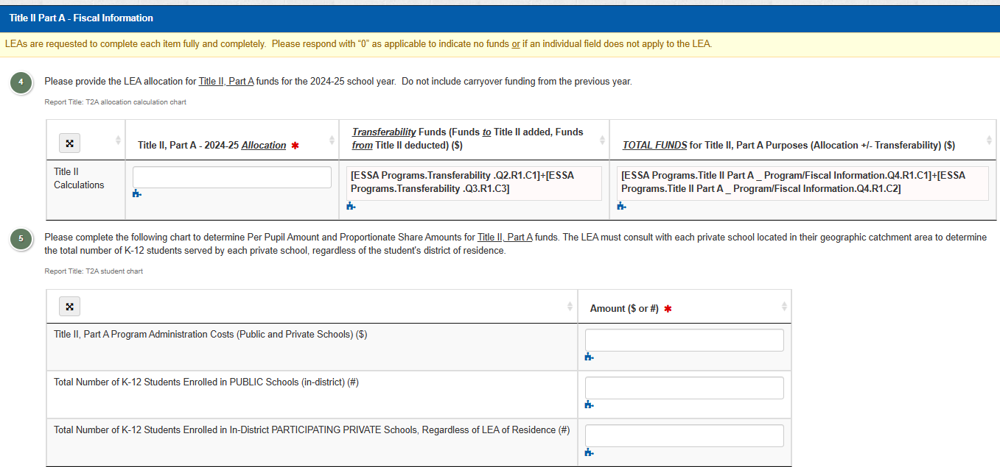 Title II Part A - Fiscal Information
LEAs are requested to complete each item fully and completely.  Please respond with “0” as applicable to indicate no funds or if an individual field does not apply to the LEA.
4
Please provide the LEA allocation for Title II, Part A funds for the 2024-25 school year.  Do not include carryover funding from the previous year.
Report Title: T2A allocation calculation chart
Title II, Part A - 2024-25 Allocation *
Transferability Funds (Funds to Title II added, Funds
from Title II deducted) ($)
TOTAL FUNDS for Title II, Part A Purposes (Allocation +/- Transferability) ($)
Title II
Calculations
[ESSA Programs.Transferability .Q2.R1.C1]+[ESSA
Programs.Transferability .Q3.R1.C3]
[ESSA Programs.Title II Part A _ Program/Fiscal Information.Q4.R1.C1]+[ESSA
Programs.Title II Part A _ Program/Fiscal Information.Q4.R1.C2]
5
Please complete the following chart to determine Per Pupil Amount and Proportionate Share Amounts for Title II, Part A funds. The LEA must consult with each private school located in their geographic catchment area to determine
the total number of K-12 students served by each private school, regardless of the student's district of residence.
Report Title: T2A student chart
Amount ($ or #) *
Title II, Part A Program Administration Costs (Public and Private Schools) ($)
Total Number of K-12 Students Enrolled in PUBLIC Schools (in-district) (#)
Total Number of K-12 Students Enrolled in In-District PARTICIPATING PRIVATE Schools, Regardless of LEA of Residence (#)